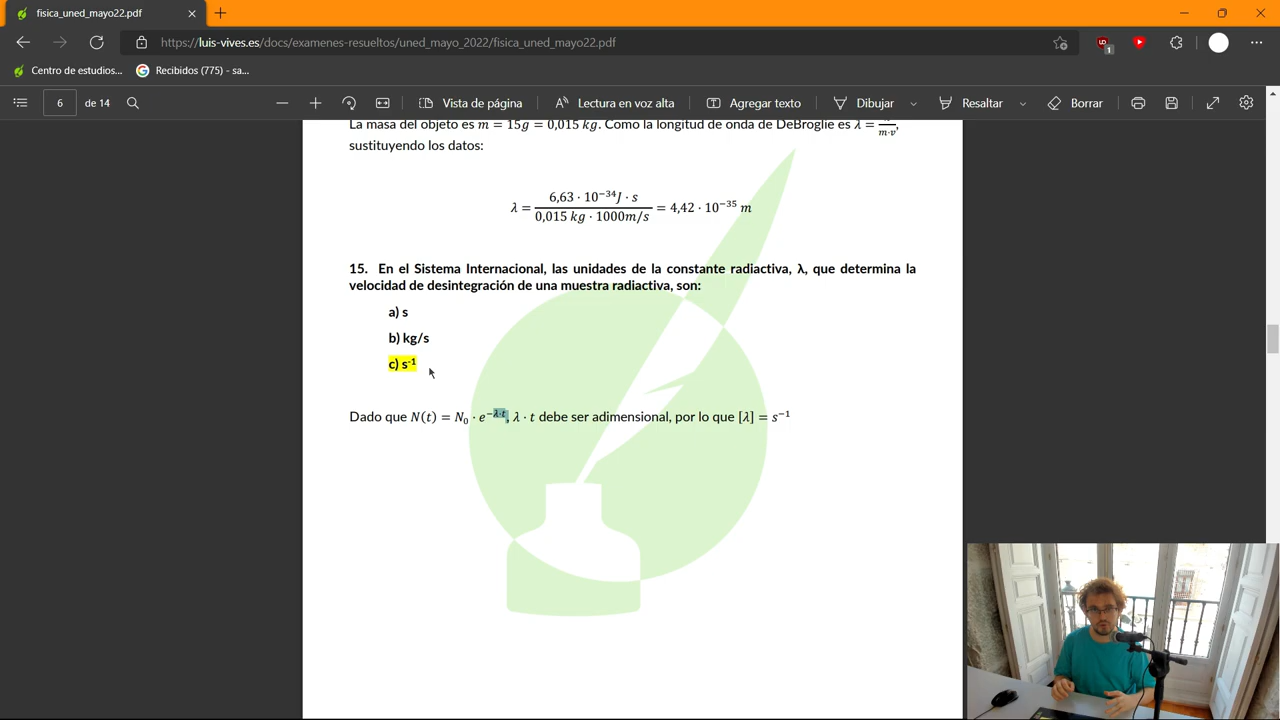 fisica_uned_mayo22.pdf
https://luis-vives.es/docs/examenes-resueltos/uned_mayo_2022/fisica_uned_mayo22.pdf
1
Centro de estudios...
Recibidos (775) - sa...
6 de 14
Vista de página
Lectura en voz alta
Agregar texto
Dibujar
Resaltar
Borrar
La masa del objeto es m = 15g = 0,015 kg. Como la longitud de onda de DeBroglie es λ = /m·v,
sustituyendo los datos:
λ = 6,63 · 10⁻³⁴J · s / 0,015 kg · 1000m/s = 4,42 · 10⁻³⁵ m
15. En el Sistema Internacional, las unidades de la constante radiactiva, λ, que determina la
velocidad de desintegración de una muestra radiactiva, son:
a) s
b) kg/s
c) s⁻¹
Dado que N(t) = N₀ · e^(−λ·t), λ · t debe ser adimensional, por lo que [λ] = s⁻¹